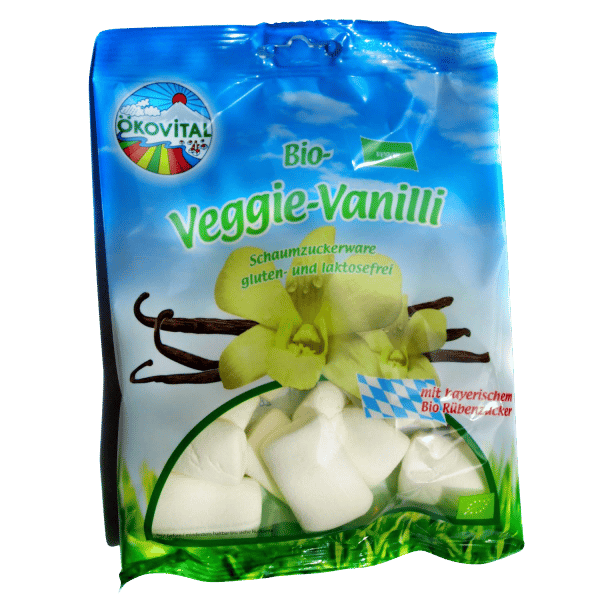 ÖKOVITAL
Bio-
Veggie-Vanilli
Schaumzuckerware
gluten- und laktosefrei
mit bayerischem
Bio Rübenzucker